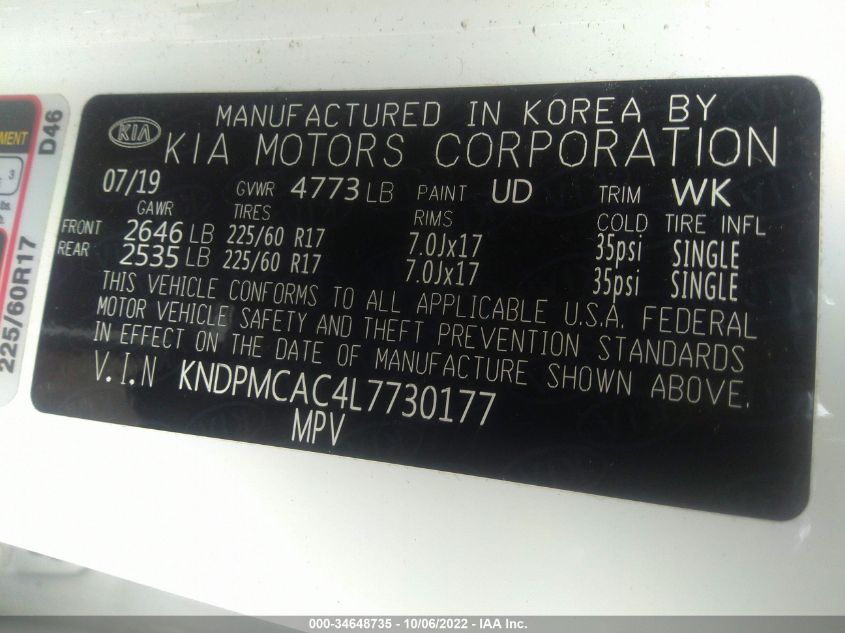 MANUFACTURED IN KOREA BY
KIA
KIA MOTORS CORPORATION
07/19 GVWR 4773 LB PAINT UD TRIM WK
GAWR TIRES RIMS COLD TIRE INFL
FRONT 2646 LB 225/60 R17 7.0Jx17 35psi SINGLE
REAR 2535 LB 225/60 R17 7.0Jx17 35psi SINGLE
THIS VEHICLE CONFORMS TO ALL APPLICABLE U.S.A. FEDERAL
MOTOR VEHICLE SAFETY AND THEFT PREVENTION STANDARDS
IN EFFECT ON THE DATE OF MANUFACTURE SHOWN ABOVE.
V.I.N KNDPMCAC4L7730177
MPV
D46
MENT
3
225/60R17
000-34648735 - 10/06/2022 - IAA Inc.